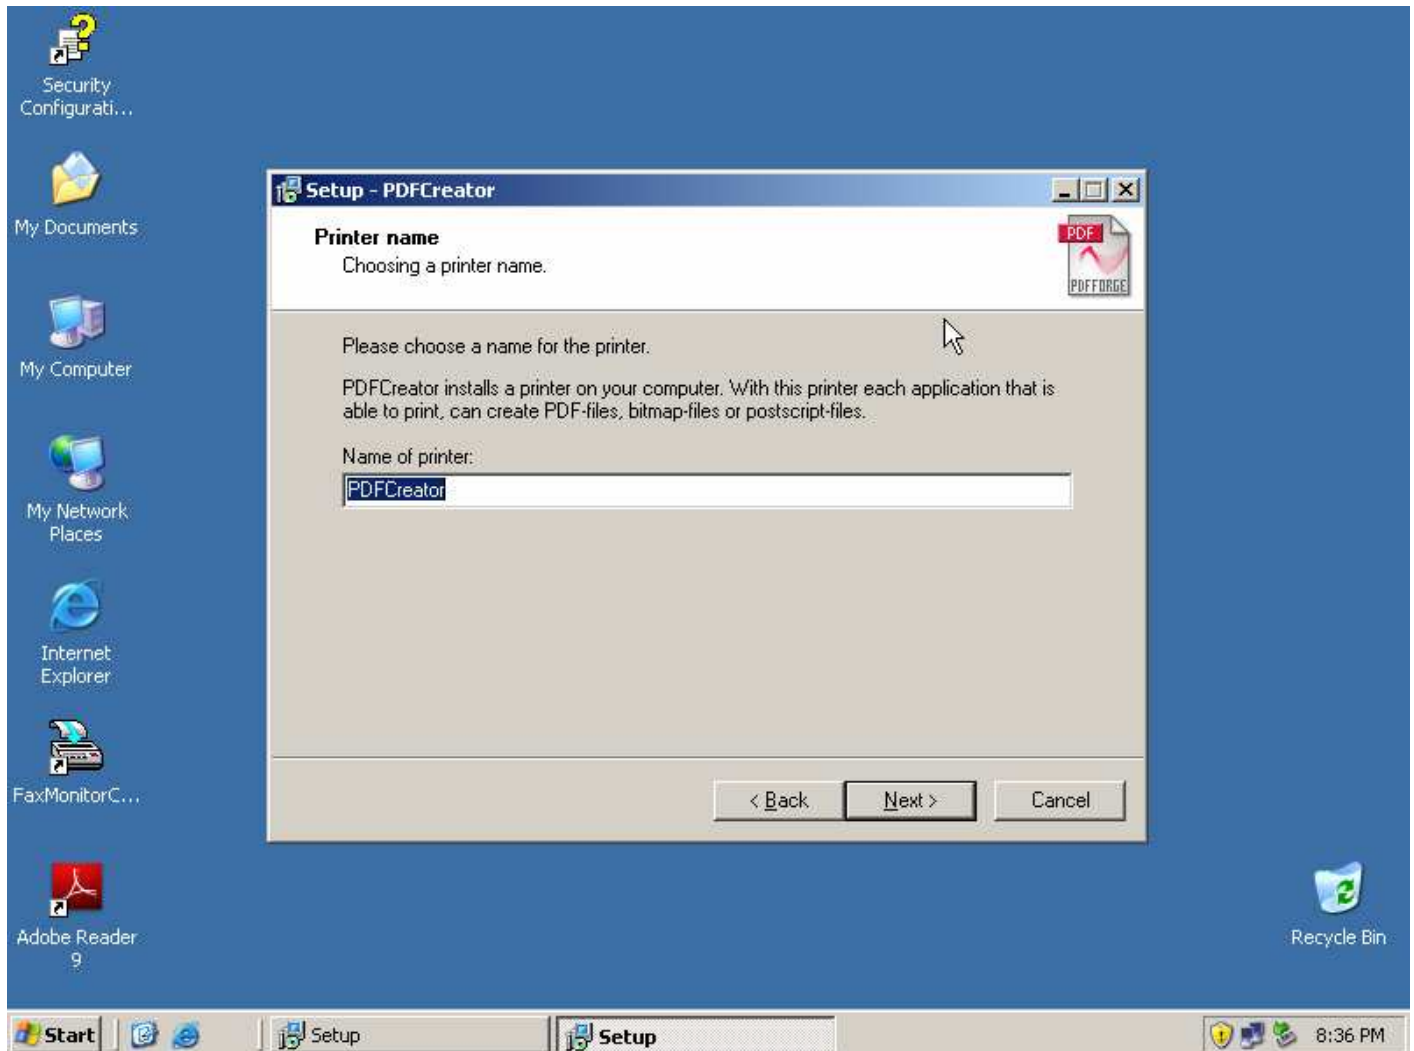 Security
Configurati...
My Documents
My Computer
My Network
Places
Internet
Explorer
FaxMonitorC...
Adobe Reader
9
Setup - PDFCreator
Printer name
Choosing a printer name.
PDF
PDFFORGE
Please choose a name for the printer.
PDFCreator installs a printer on your computer. With this printer each application that is
able to print, can create PDF-files, bitmap-files or postscript-files.
Name of printer:
PDFCreator
< Back
Next >
Cancel
Recycle Bin
Start
Setup
Setup
8:36 PM